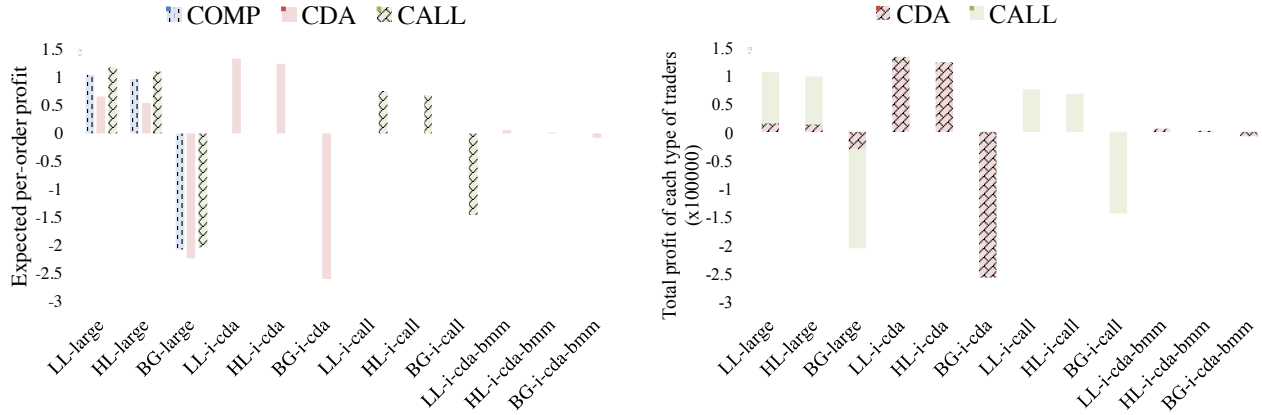 COMP CDA CALL
Expected per-order profit
1.5
1
0.5
0
-0.5
-1
-1.5
-2
-2.5
-3
LL-large
HL-large
BG-large
LL-i-cda
HL-i-cda
BG-i-cda
LL-i-call
HL-i-call
BG-i-call
LL-i-cda-bmm
HL-i-cda-bmm
BG-i-cda-bmm
CDA CALL
Total profit of each type of traders
(x100000)
1.5
1
0.5
0
-0.5
-1
-1.5
-2
-2.5
-3
LL-large
HL-large
BG-large
LL-i-cda
HL-i-cda
BG-i-cda
LL-i-call
HL-i-call
BG-i-call
LL-i-cda-bmm
HL-i-cda-bmm
BG-i-cda-bmm